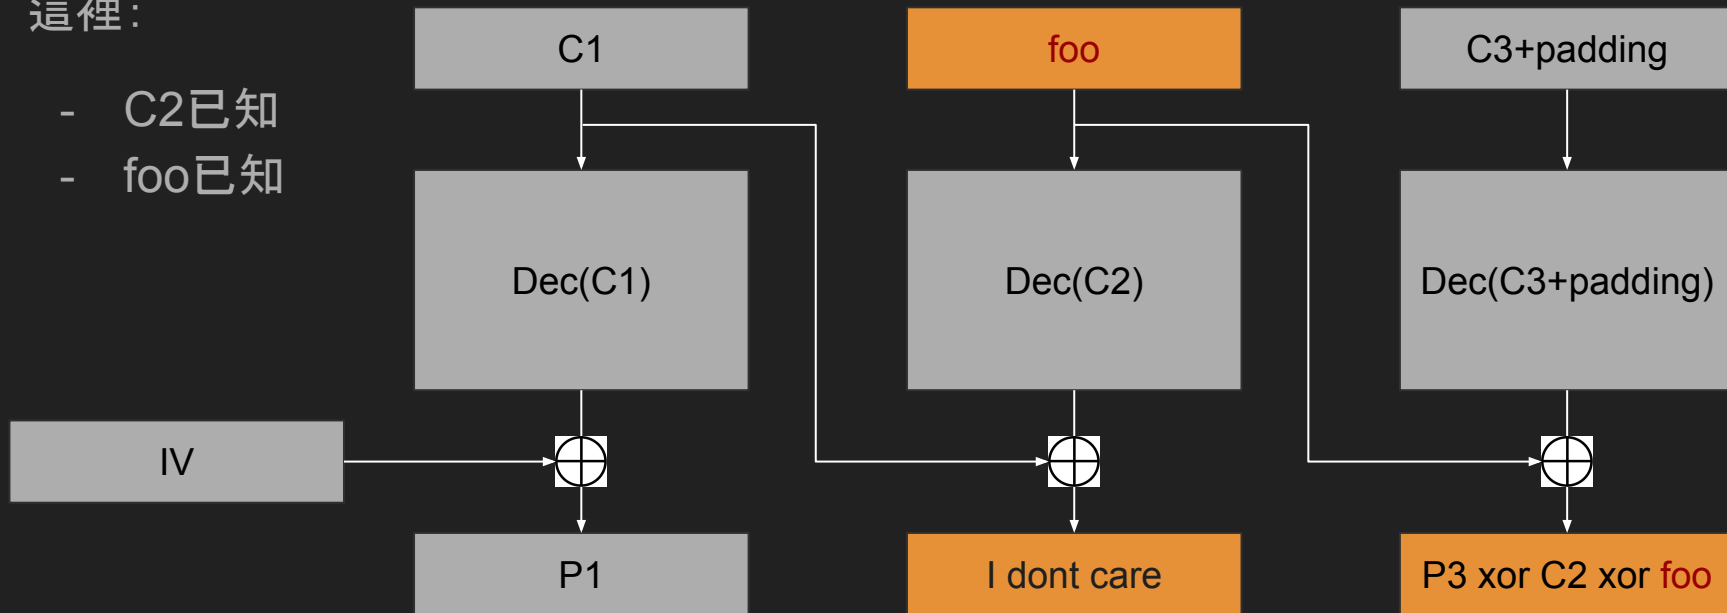 這裡:
- C2已知
- foo已知
C1
foo
C3+padding
Dec(C1)
Dec(C2)
Dec(C3+padding)
IV
P1
I dont care
P3 xor C2 xor foo